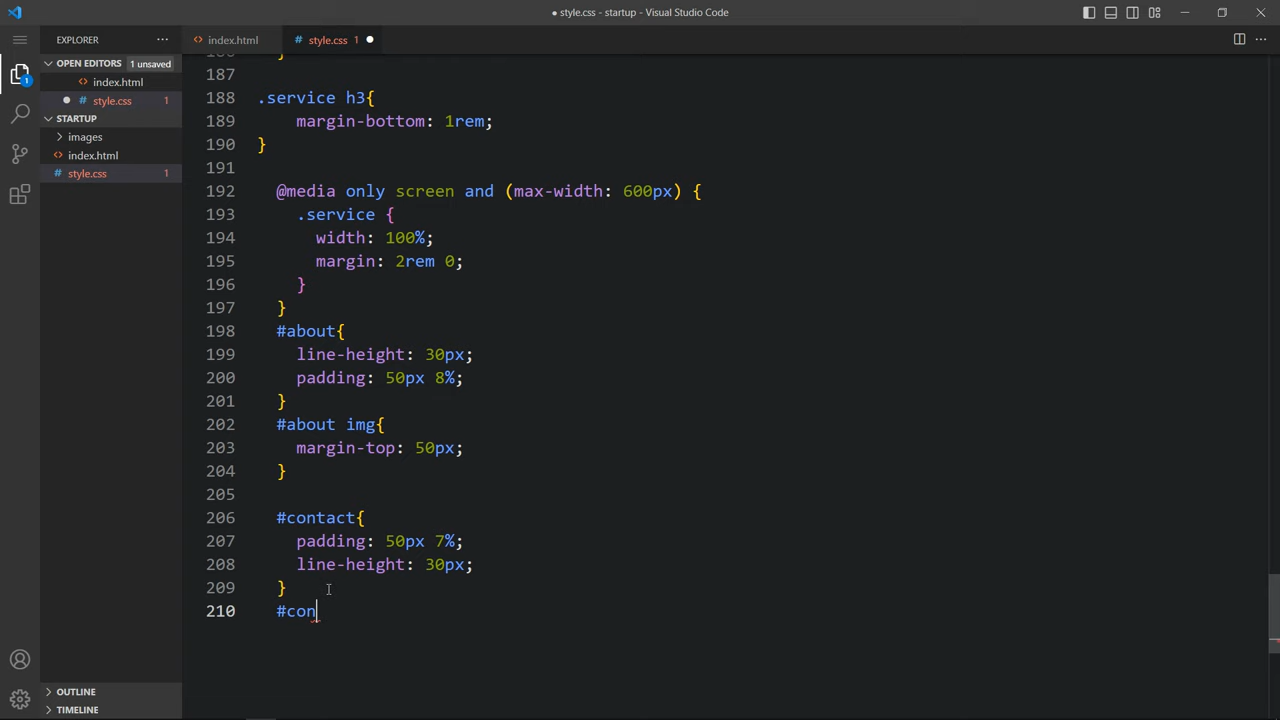 ● style.css - startup - Visual Studio Code
EXPLORER
index.html
# style.css
OPEN EDITORS 1 unsaved
index.html
# style.css 1
STARTUP
images
index.html
# style.css 1
OUTLINE
TIMELINE
1
187
188 .service h3{
189 margin-bottom: 1rem;
190 }
191
192 @media only screen and (max-width: 600px) {
193 .service {
194 width: 100%;
195 margin: 2rem 0;
196 }
197 }
198 #about{
199 line-height: 30px;
200 padding: 50px 8%;
201 }
202 #about img{
203 margin-top: 50px;
204 }
205
206 #contact{
207 padding: 50px 7%;
208 line-height: 30px;
209 }
210 #con